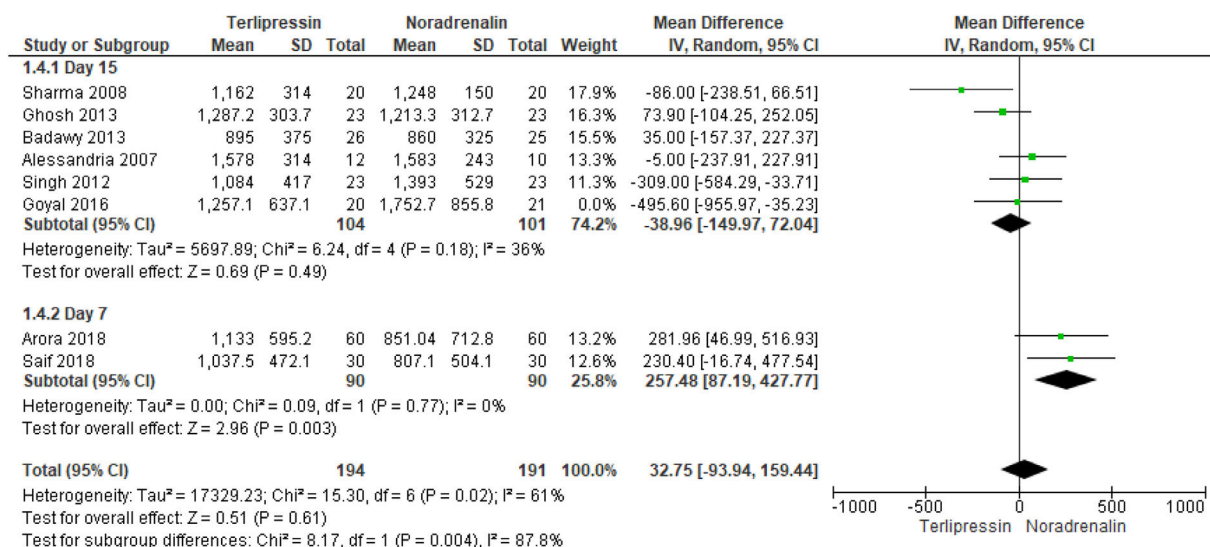 Terlipressin Noradrenalin Mean Difference Mean Difference
Study or Subgroup Mean SD Total Mean SD Total Weight IV, Random, 95% CI IV, Random, 95% CI
1.4.1 Day 15
Sharma 2008 1,162 314 20 1,248 150 20 17.9% -86.00 [-238.51, 66.51]
Ghosh 2013 1,287.2 303.7 23 1,213.3 312.7 23 16.3% 73.90 [-104.25, 252.05]
Badawy 2013 895 375 26 860 325 25 15.5% 35.00 [-157.37, 227.37]
Alessandria 2007 1,578 314 12 1,583 243 10 13.3% -5.00 [-237.91, 227.91]
Singh 2012 1,084 417 23 1,393 529 23 11.3% -309.00 [-584.29, -33.71]
Goyal 2016 1,257.1 637.1 20 1,752.7 855.8 21 0.0% -495.60 [-955.97, -35.23]
Subtotal (95% CI) 104 101 74.2% -38.96 [-149.97, 72.04]
Heterogeneity: Tau² = 5697.89; Chi² = 6.24, df = 4 (P = 0.18); I² = 36%
Test for overall effect: Z = 0.69 (P = 0.49)
1.4.2 Day 7
Arora 2018 1,133 595.2 60 851.04 712.8 60 13.2% 281.96 [46.99, 516.93]
Saif 2018 1,037.5 472.1 30 807.1 504.1 30 12.6% 230.40 [-16.74, 477.54]
Subtotal (95% CI) 90 90 25.8% 257.48 [87.19, 427.77]
Heterogeneity: Tau² = 0.00; Chi² = 0.09, df = 1 (P = 0.77); I² = 0%
Test for overall effect: Z = 2.96 (P = 0.003)
Total (95% CI) 194 191 100.0% 32.75 [-93.94, 159.44]
Heterogeneity: Tau² = 17329.23; Chi² = 15.30, df = 6 (P = 0.02); I² = 61%
Test for overall effect: Z = 0.51 (P = 0.61)
Test for subgroup differences: Chi² = 8.17, df = 1 (P = 0.004), I² = 87.8%
-1000 -500 0 500 1000
Terlipressin Noradrenalin